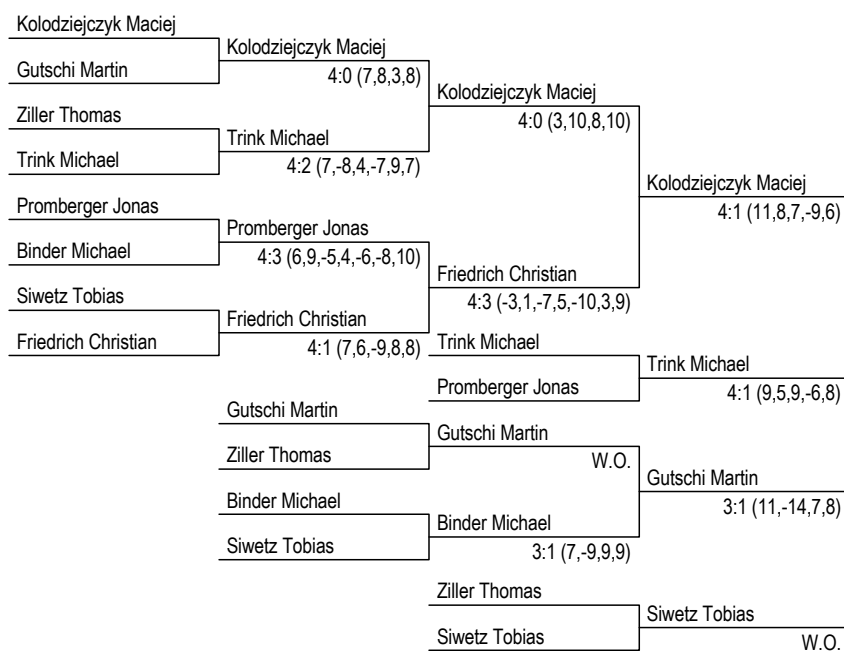 Kolodziejczyk Maciej
Kolodziejczyk Maciej
Gutschi Martin
4:0 (7,8,3,8)
Kolodziejczyk Maciej
Ziller Thomas
4:0 (3,10,8,10)
Trink Michael
Trink Michael
4:2 (7,-8,4,-7,9,7)
Kolodziejczyk Maciej
Promberger Jonas
4:1 (11,8,7,-9,6)
Promberger Jonas
Binder Michael
4:3 (6,9,-5,4,-6,-8,10)
Friedrich Christian
Siwetz Tobias
4:3 (-3,1,-7,5,-10,3,9)
Friedrich Christian
Friedrich Christian
4:1 (7,6,-9,8,8)
Trink Michael
Trink Michael
Promberger Jonas
4:1 (9,5,9,-6,8)
Gutschi Martin
Gutschi Martin
Ziller Thomas
W.O.
Gutschi Martin
Binder Michael
3:1 (11,-14,7,8)
Binder Michael
Siwetz Tobias
3:1 (7,-9,9,9)
Ziller Thomas
Siwetz Tobias
Siwetz Tobias
W.O.